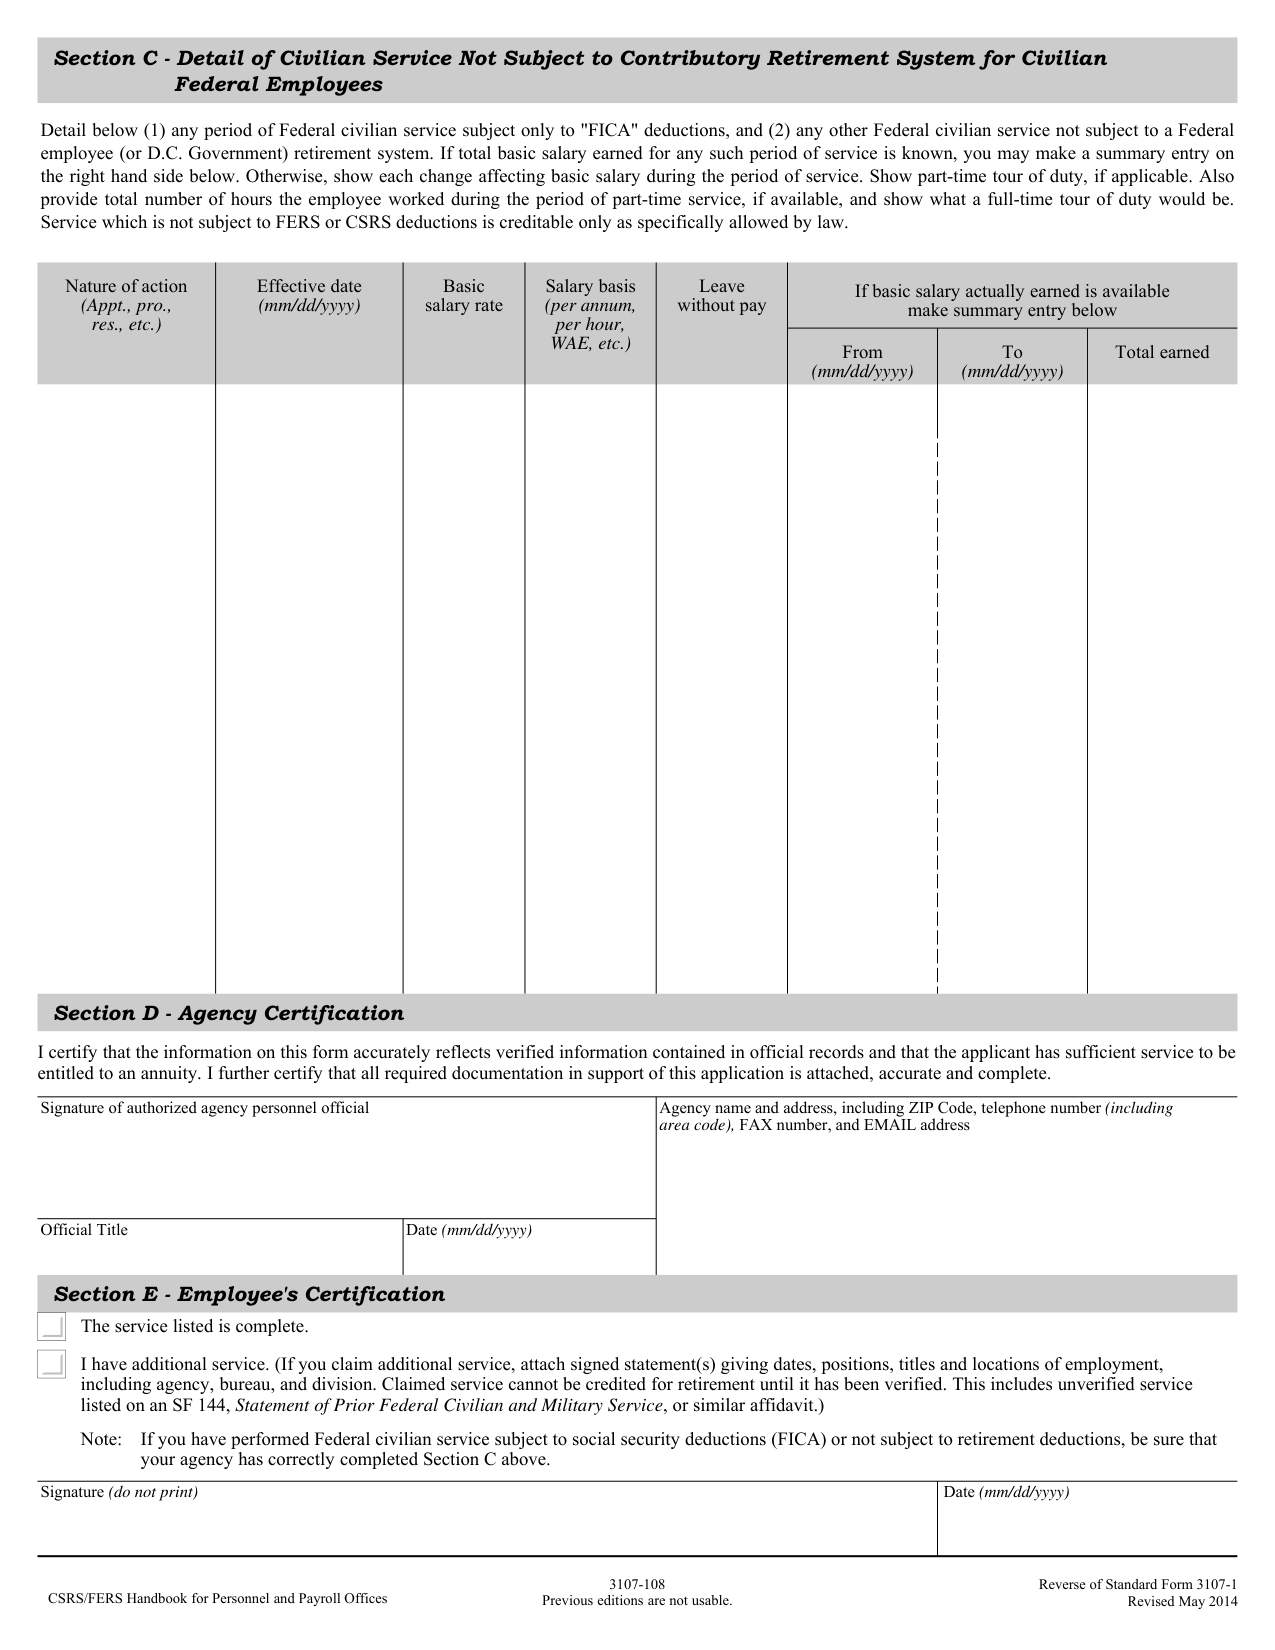 Section C - Detail of Civilian Service Not Subject to Contributory Retirement System for Civilian
Federal Employees
Detail below (1) any period of Federal civilian service subject only to "FICA" deductions, and (2) any other Federal civilian service not subject to a Federal
employee (or D.C. Government) retirement system. If total basic salary earned for any such period of service is known, you may make a summary entry on
the right hand side below. Otherwise, show each change affecting basic salary during the period of service. Show part-time tour of duty, if applicable. Also
provide total number of hours the employee worked during the period of part-time service, if available, and show what a full-time tour of duty would be.
Service which is not subject to FERS or CSRS deductions is creditable only as specifically allowed by law.
Nature of action
(Appt., pro.,
res., etc.)
Effective date
(mm/dd/yyyy)
Basic
salary rate
Salary basis
(per annum,
per hour,
WAE, etc.)
Leave
without pay
If basic salary actually earned is available
make summary entry below
From
(mm/dd/yyyy)
To
(mm/dd/yyyy)
Total earned
Section D - Agency Certification
I certify that the information on this form accurately reflects verified information contained in official records and that the applicant has sufficient service to be
entitled to an annuity. I further certify that all required documentation in support of this application is attached, accurate and complete.
Signature of authorized agency personnel official
Agency name and address, including ZIP Code, telephone number (including
area code), FAX number, and EMAIL address
Official Title
Date (mm/dd/yyyy)
Section E - Employee's Certification
The service listed is complete.
I have additional service. (If you claim additional service, attach signed statement(s) giving dates, positions, titles and locations of employment,
including agency, bureau, and division. Claimed service cannot be credited for retirement until it has been verified. This includes unverified service
listed on an SF 144, Statement of Prior Federal Civilian and Military Service, or similar affidavit.)
Note: If you have performed Federal civilian service subject to social security deductions (FICA) or not subject to retirement deductions, be sure that
your agency has correctly completed Section C above.
Signature (do not print)
Date (mm/dd/yyyy)
CSRS/FERS Handbook for Personnel and Payroll Offices
3107-108
Previous editions are not usable.
Reverse of Standard Form 3107-1
Revised May 2014